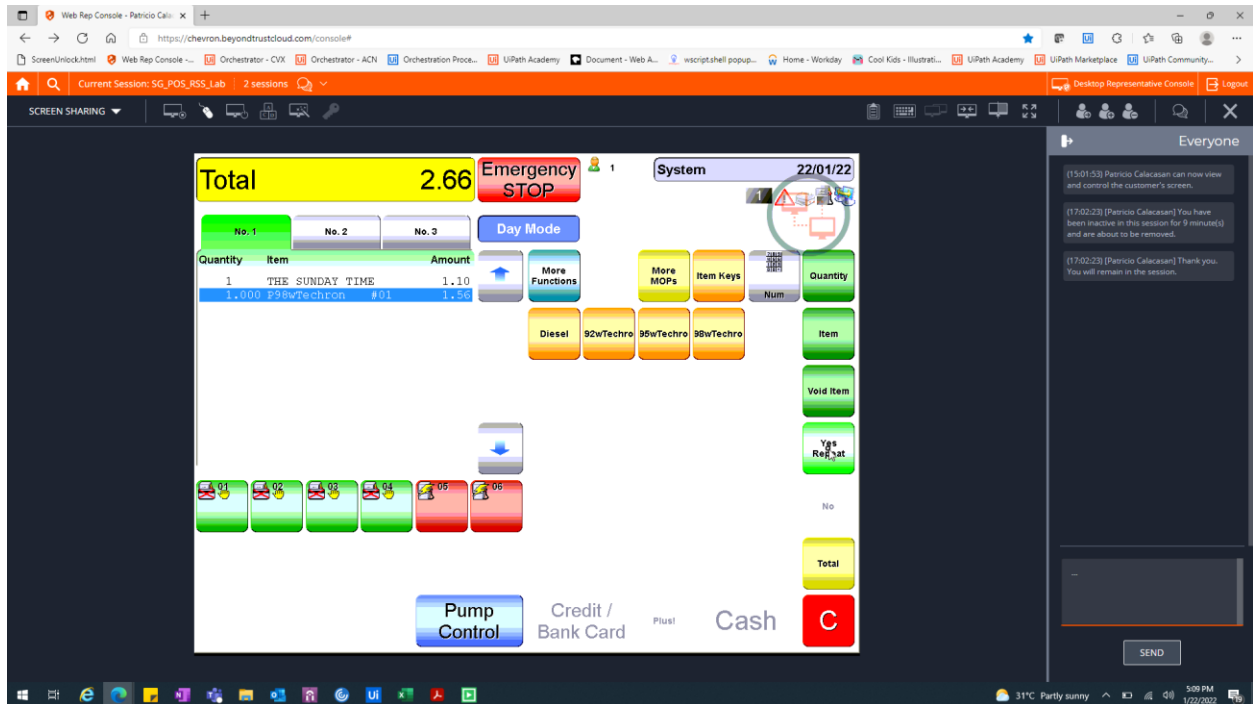 Web Rep Console - Patricio Cala
https://chevron.beyondtrustcloud.com/console#
ScreenUnlock.html Web Rep Console -... Orchestrator - CVX Orchestrator - ACN Orchestration Proce... UiPath Academy Document - Web A... wscript.shell popup... Home - Workday Cool Kids - Illustrati... UiPath Academy UiPath Marketplace UiPath Community...
Current Session: SG_POS_RSS_Lab 2 sessions Desktop Representative Console Logout
SCREEN SHARING
Everyone
(15:01:53) Patricio Calacasan can now view
and control the customer's screen.
(17:02:23) [Patricio Calacasan] You have
been inactive in this session for 9 minute(s)
and are about to be removed.
(17:02:23) [Patricio Calacasan] Thank you.
You will remain in the session.
...
SEND
Total 2.66
Emergency
STOP
1
System 22/01/22
1
No. 1 No. 2 No. 3
Day Mode
Quantity Item Amount
1 THE SUNDAY TIME 1.10
1.000 P98wTechron #01 1.56
More
Functions
More
MOPs
Item Keys
Num
Quantity
Diesel 92wTechro 95wTechro 98wTechro
Item
Void Item
Yes
Repeat
No
Total
01 02 03 04 05 06
Pump
Control
Credit /
Bank Card
Plus!
Cash
C
31°C Partly sunny
5:09 PM
1/22/2022